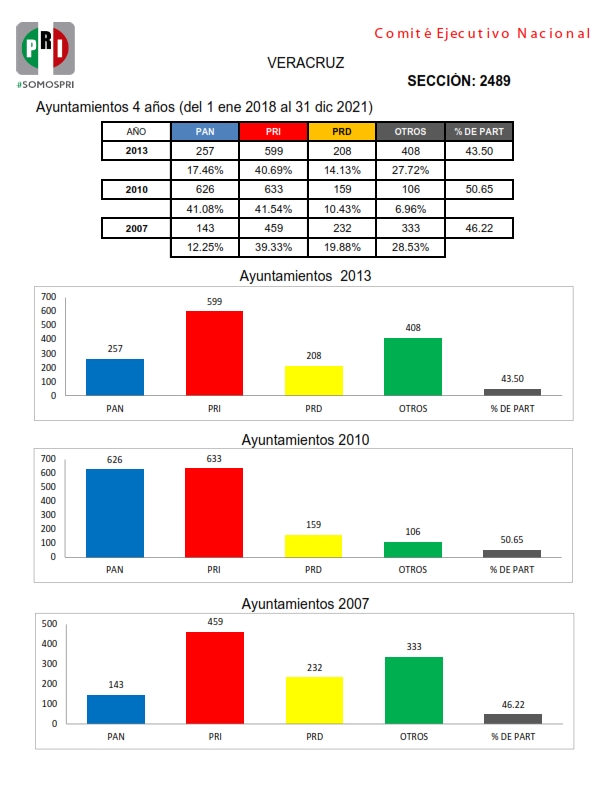 PRI
#SOMOSPRI
Comité Ejecutivo Nacional
VERACRUZ
SECCIÓN: 2489
Ayuntamientos 4 años (del 1 ene 2018 al 31 dic 2021)
AÑO PAN PRI PRD OTROS % DE PART
2013 257 599 208 408 43.50
17.46% 40.69% 14.13% 27.72%
2010 626 633 159 106 50.65
41.08% 41.54% 10.43% 6.96%
2007 143 459 232 333 46.22
12.25% 39.33% 19.88% 28.53%
Ayuntamientos 2013
700
600
500
400
300
200
100
0
257 599 208 408 43.50
PAN PRI PRD OTROS % DE PART
Ayuntamientos 2010
700
600
500
400
300
200
100
0
626 633 159 106 50.65
PAN PRI PRD OTROS % DE PART
Ayuntamientos 2007
500
400
300
200
100
0
143 459 232 333 46.22
PAN PRI PRD OTROS % DE PART